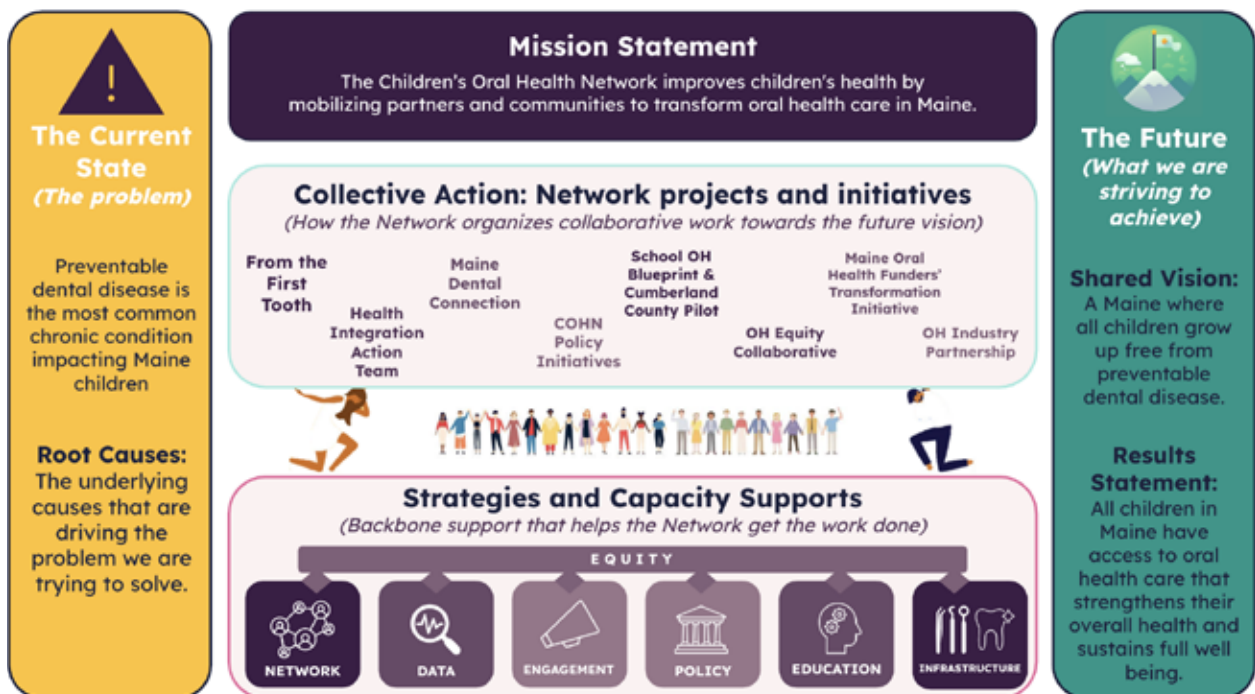 The Current
State
(The problem)
Preventable
dental disease is
the most common
chronic condition
impacting Maine
children
Root Causes:
The underlying
causes that are
driving the
problem we are
trying to solve.
Mission Statement
The Children's Oral Health Network improves children's health by
mobilizing partners and communities to transform oral health care in Maine.
Collective Action: Network projects and initiatives
(How the Network organizes collaborative work towards the future vision)
From the
First
Tooth
Health
Integration
Action
Team
Maine
Dental
Connection
COHN
Policy
Initiatives
School OH
Blueprint &
Cumberland
County Pilot
OH Equity
Collaborative
Maine Oral
Health Funders'
Transformation
Initiative
OH Industry
Partnership
Strategies and Capacity Supports
(Backbone support that helps the Network get the work done)
EQUITY
NETWORK
DATA
ENGAGEMENT
POLICY
EDUCATION
INFRASTRUCTURE
The Future
(What we are
striving to
achieve)
Shared Vision:
A Maine where
all children grow
up free from
preventable
dental disease.
Results
Statement:
All children in
Maine have
access to oral
health care that
strengthens their
overall health and
sustains full well
being.